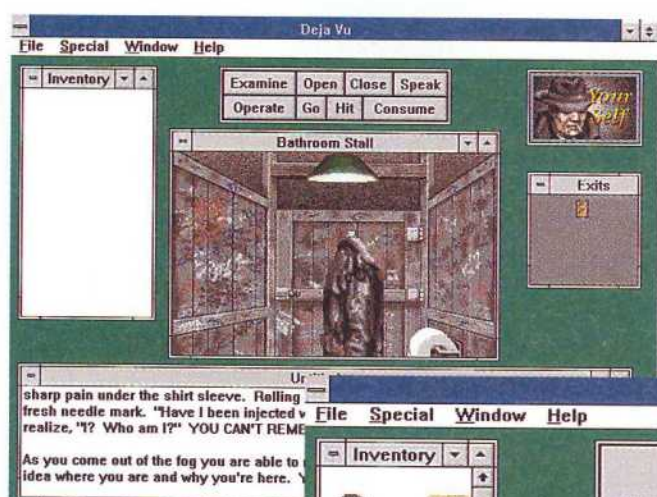 Deja Vu
File Special Window Help
Inventory
Examine Open Close Speak
Operate Go Hit Consume
Your
Self
Bathroom Stall
Exits
sharp pain under the shirt sleeve. Rolling
fresh needle mark. "Have I been injected
realize, "I? Who am I?" YOU CAN'T REME
As you come out of the fog you are able to
idea where you are and why you're here.
File Special Window Help
Inventory